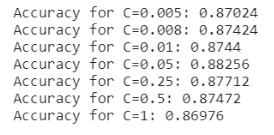 Accuracy for C=0.005: 0.87024
Accuracy for C=0.008: 0.87424
Accuracy for C=0.01: 0.8744
Accuracy for C=0.05: 0.88256
Accuracy for C=0.25: 0.87712
Accuracy for C=0.5: 0.87472
Accuracy for C=1: 0.86976